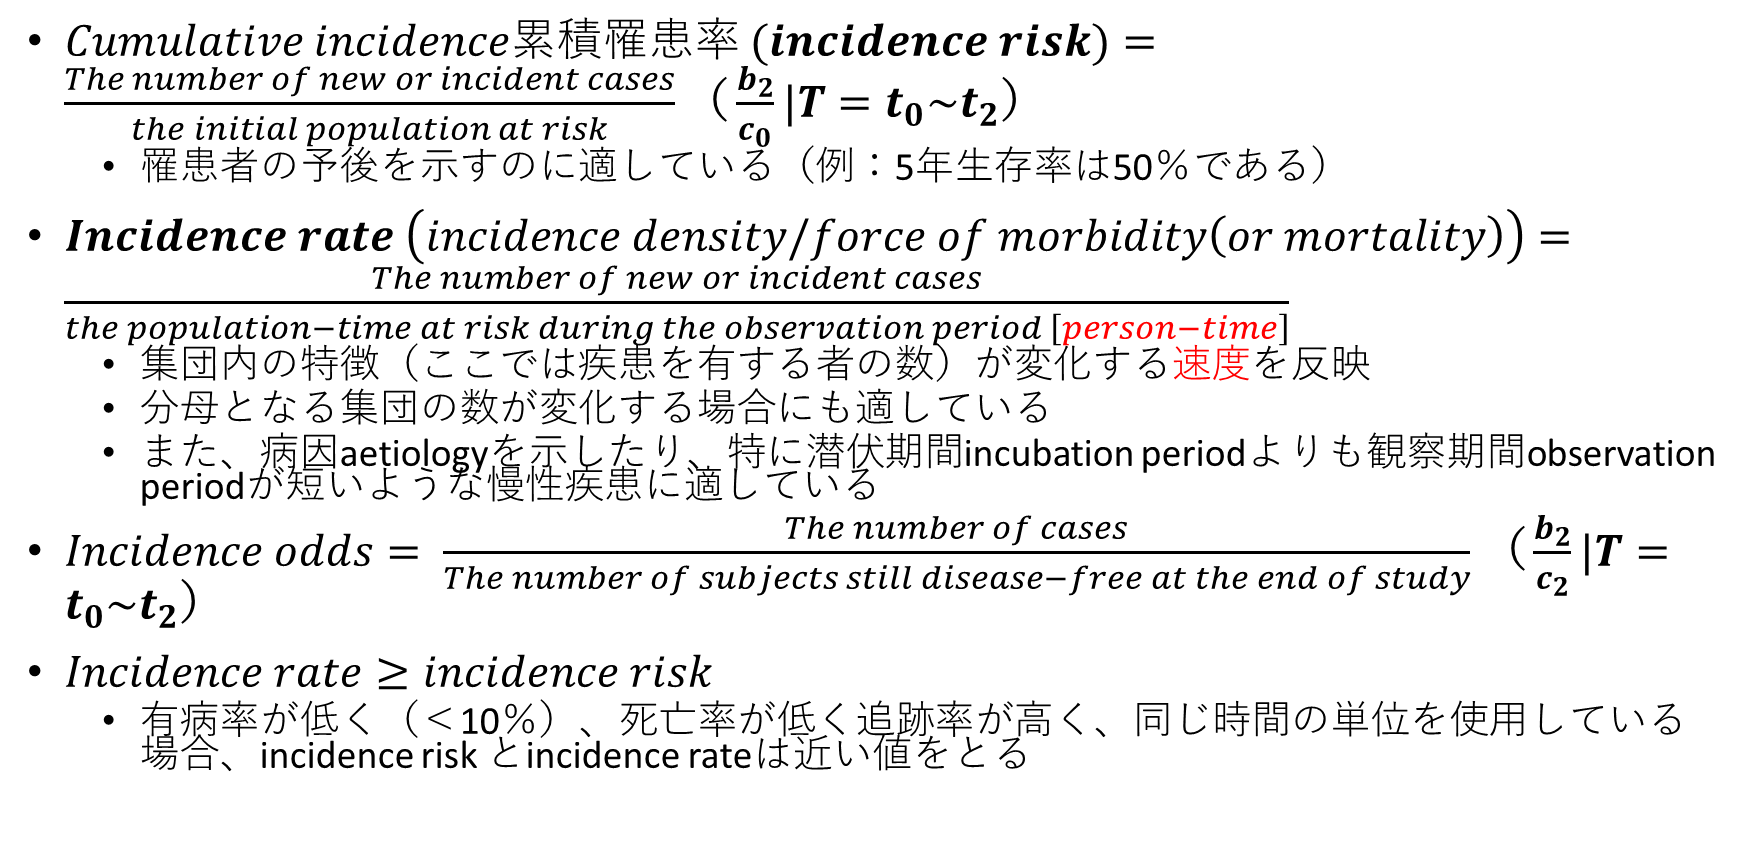 • Cumulative incidence累積罹患率 (incidence risk) =
The number of new or incident cases / the initial population at risk （b₂/c₀ |T = t₀~t₂）
• 罹患者の予後を示すのに適している（例：5年生存率は50％である）
• Incidence rate (incidence density/force of morbidity(or mortality)) =
The number of new or incident cases / the population−time at risk during the observation period [person−time]
• 集団内の特徴（ここでは疾患を有する者の数）が変化する速度を反映
• 分母となる集団の数が変化する場合にも適している
• また、病因aetiologyを示したり、特に潜伏期間incubation periodよりも観察期間observation
periodが短いような慢性疾患に適している
• Incidence odds = The number of cases / The number of subjects still disease−free at the end of study （b₂/c₂ |T =
t₀~t₂）
• Incidence rate ≥ incidence risk
• 有病率が低く（＜10％）、死亡率が低く追跡率が高く、同じ時間の単位を使用している
場合、incidence risk とincidence rateは近い値をとる